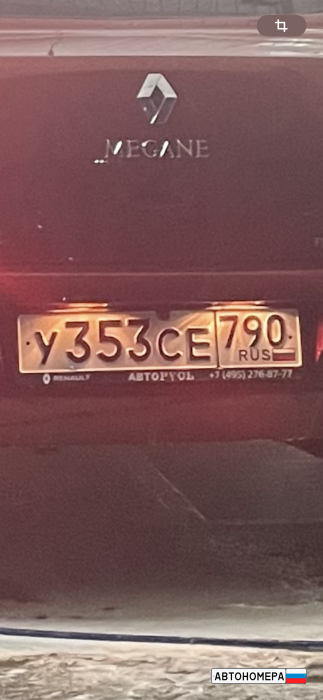 MEGANE
У353СЕ 790
RUS
RENAULT АВТОРУСЬ +7 (495) 276-87-77
АВТОНОМЕРА